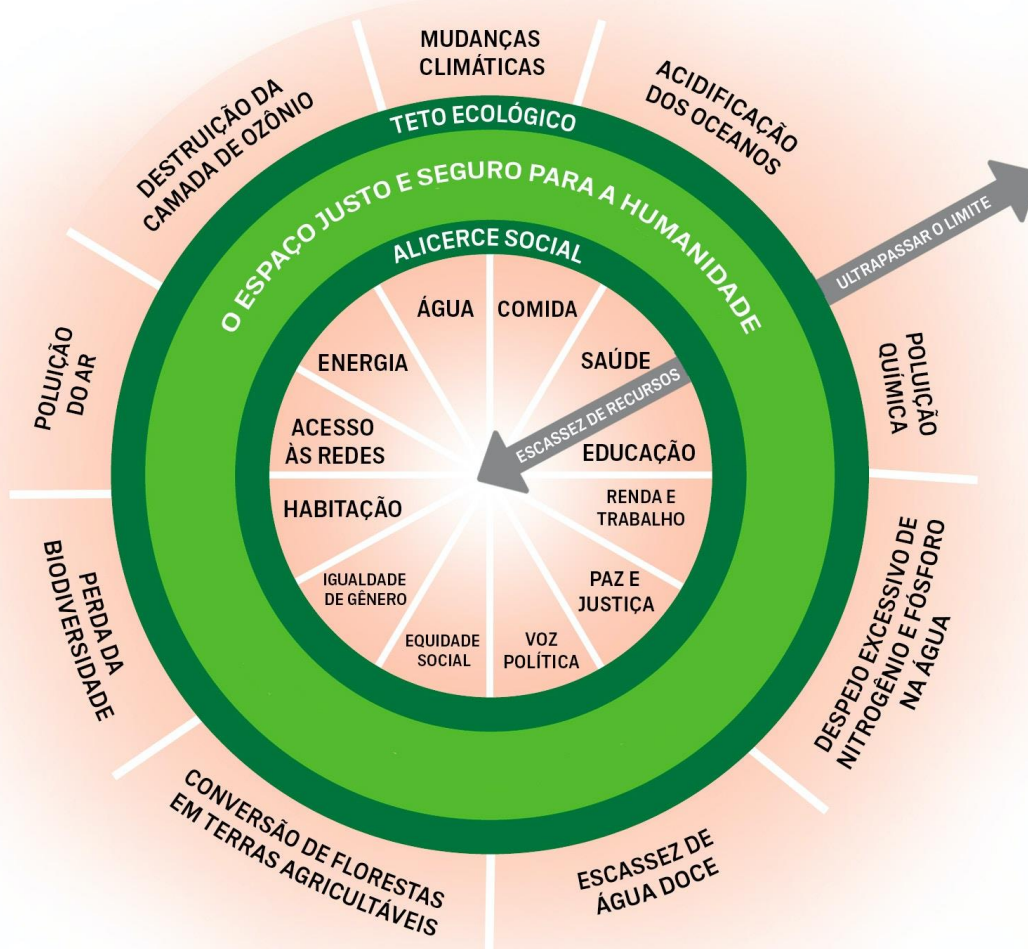 MUDANÇAS
CLIMÁTICAS
ACIDIFICAÇÃO
DOS OCEANOS
DESTRUIÇÃO DA
CAMADA DE OZÔNIO
TETO ECOLÓGICO
O ESPAÇO JUSTO E SEGURO PARA A HUMANIDADE
ALICERCE SOCIAL
ULTRAPASSAR O LIMITE
ÁGUA
COMIDA
ENERGIA
SAÚDE
ESCASSEZ DE RECURSOS
ACESSO
ÀS REDES
EDUCAÇÃO
HABITAÇÃO
RENDA E
TRABALHO
IGUALDADE
DE GÊNERO
PAZ E
JUSTIÇA
EQUIDADE
SOCIAL
VOZ
POLÍTICA
POLUIÇÃO
DO AR
POLUIÇÃO
QUÍMICA
PERDA DA
BIODIVERSIDADE
DESPEJO EXCESSIVO DE
NITROGÊNIO E FÓSFORO
NA ÁGUA
CONVERSÃO DE FLORESTAS
EM TERRAS AGRICULTÁVEIS
ESCASSEZ DE
ÁGUA DOCE